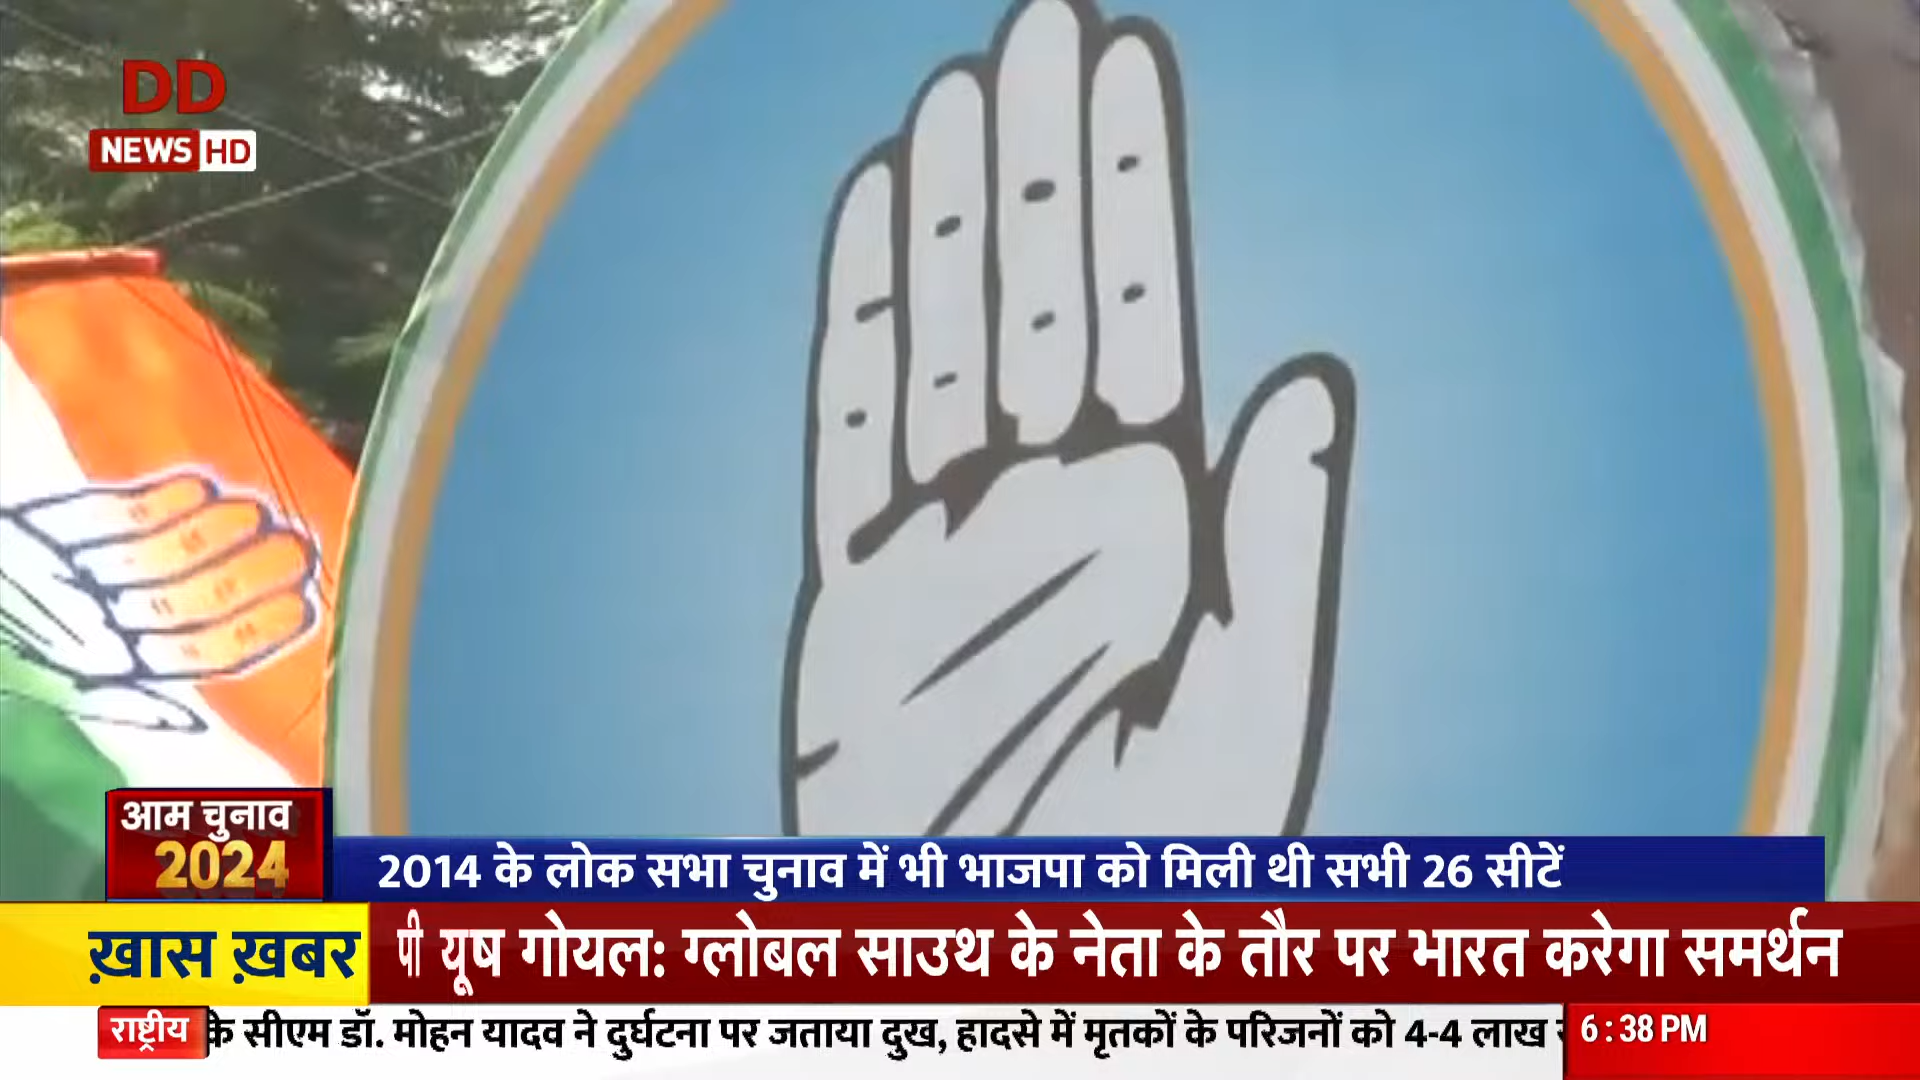 DD
NEWS HD
आम चुनाव
2024
2014 के लोक सभा चुनाव में भी भाजपा को मिली थी सभी 26 सीटें
ख़ास ख़बर
पीयूष गोयल: ग्लोबल साउथ के नेता के तौर पर भारत करेगा समर्थन
राष्ट्रीय
के सीएम डॉ. मोहन यादव ने दुर्घटना पर जताया दुख, हादसे में मृतकों के परिजनों को 4-4 लाख
6:38 PM